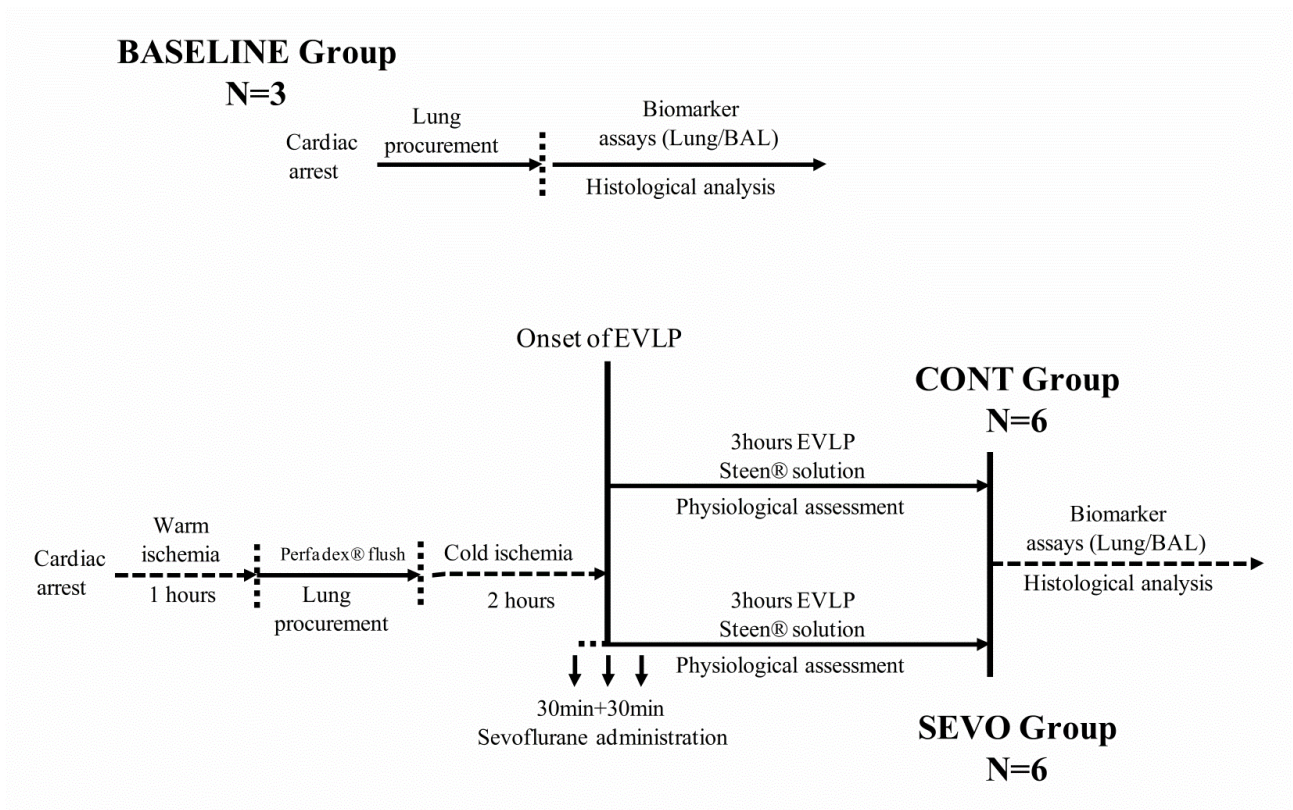 BASELINE Group
N=3
Cardiac
arrest
Lung
procurement
Biomarker
assays (Lung/BAL)
Histological analysis
Onset of EVLP
CONT Group
N=6
3hours EVLP
Steen® solution
Physiological assessment
Cardiac
arrest
Warm
ischemia
1 hours
Perfadex® flush
Lung
procurement
Cold ischemia
2 hours
Biomarker
assays (Lung/BAL)
Histological analysis
3hours EVLP
Steen® solution
Physiological assessment
30min+30min
Sevoflurane administration
SEVO Group
N=6